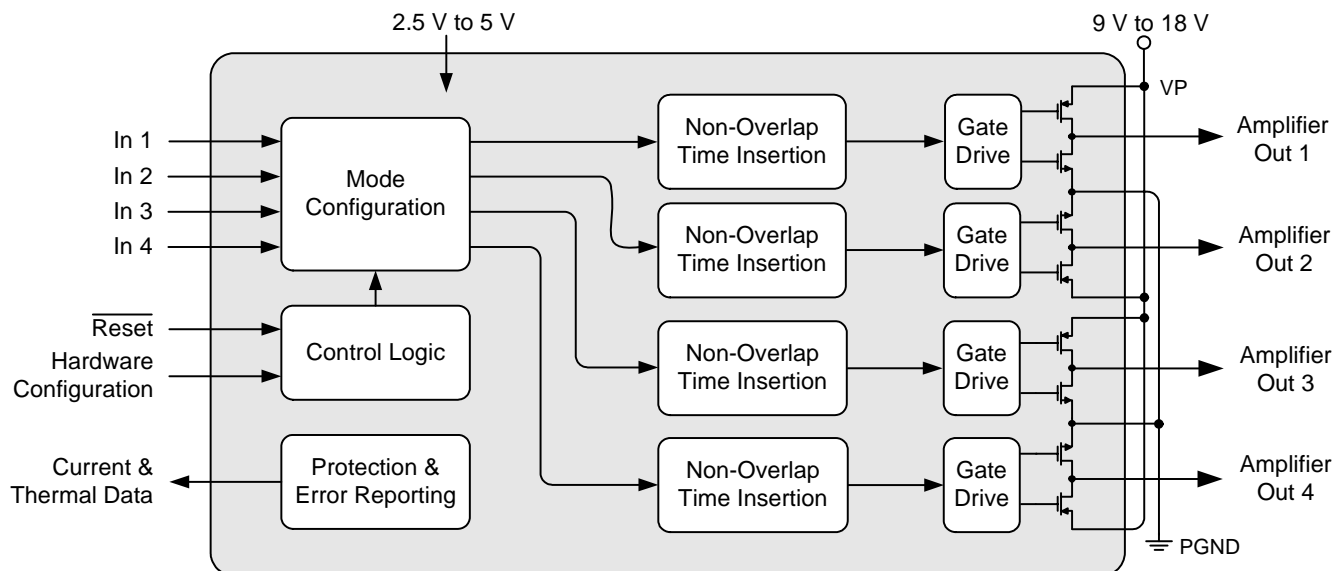 2.5 V to 5 V
9 V to 18 V
VP
In 1
In 2
In 3
In 4
Mode
Configuration
Non-Overlap
Time Insertion
Gate
Drive
Amplifier
Out 1
Non-Overlap
Time Insertion
Gate
Drive
Amplifier
Out 2
Reset
Hardware
Configuration
Control Logic
Non-Overlap
Time Insertion
Gate
Drive
Amplifier
Out 3
Current &
Thermal Data
Protection &
Error Reporting
Non-Overlap
Time Insertion
Gate
Drive
Amplifier
Out 4
PGND